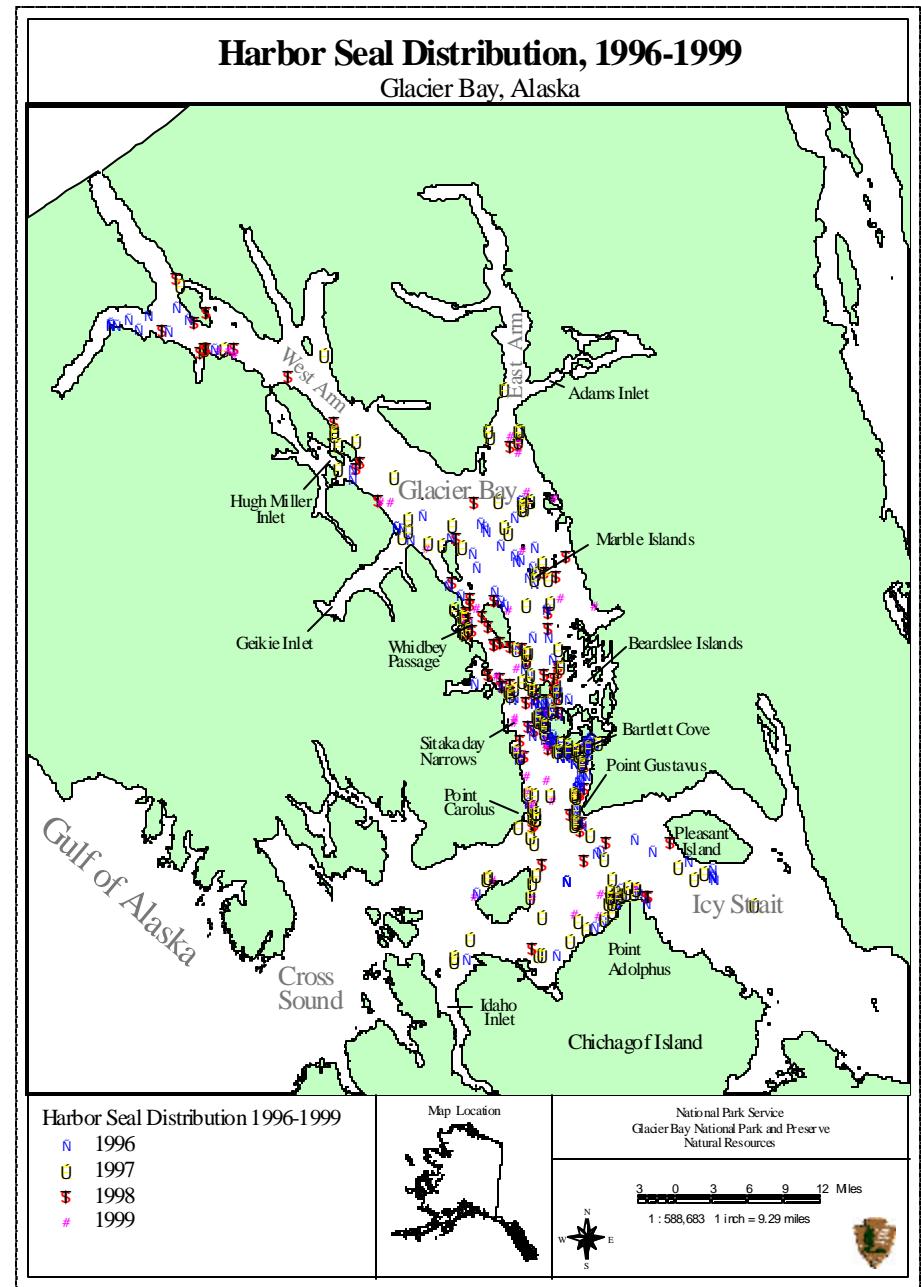 Harbor Seal Distribution, 1996-1999
Glacier Bay, Alaska
West Arm
East Arm
Adams Inlet
Glacier Bay
Hugh Miller
Inlet
Marble Islands
Geikie Inlet
Whidbey
Passage
Beardslee Islands
Sitakaday
Narrows
Bartlett Cove
Point Gustavus
Point
Carolus
Pleasant
Island
Gulf of Alaska
Icy Strait
Point
Adolphus
Cross
Sound
Idaho
Inlet
Chichagof Island
Harbor Seal Distribution 1996-1999
Ñ 1996
Ú 1997
$ 1998
# 1999
Map Location
National Park Service
Glacier Bay National Park and Preserve
Natural Resources
3 0 3 6 9 12 Miles
1 : 588,683 1 inch = 9.29 miles
N
W E
S